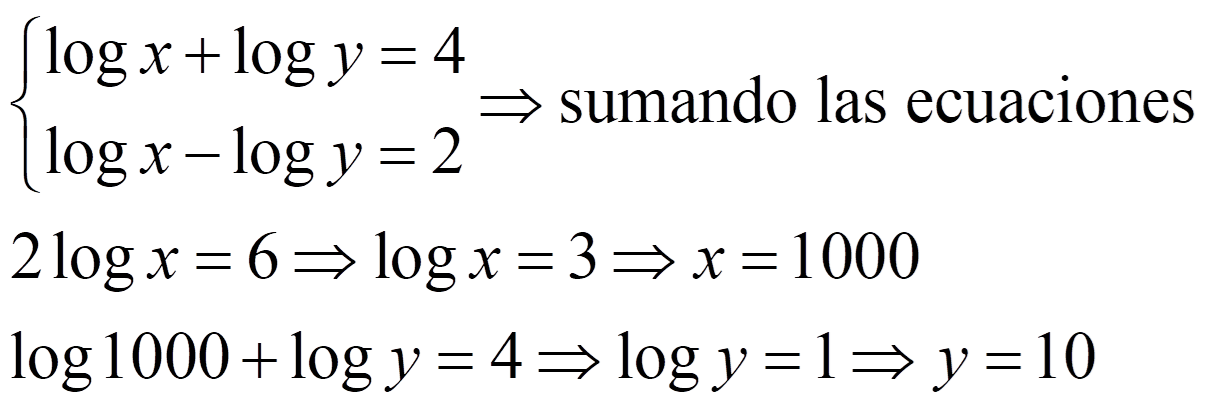 log x + log y = 4
log x − log y = 2
⇒ sumando las ecuaciones
2 log x = 6 ⇒ log x = 3 ⇒ x = 1000
log 1000 + log y = 4 ⇒ log y = 1 ⇒ y = 10